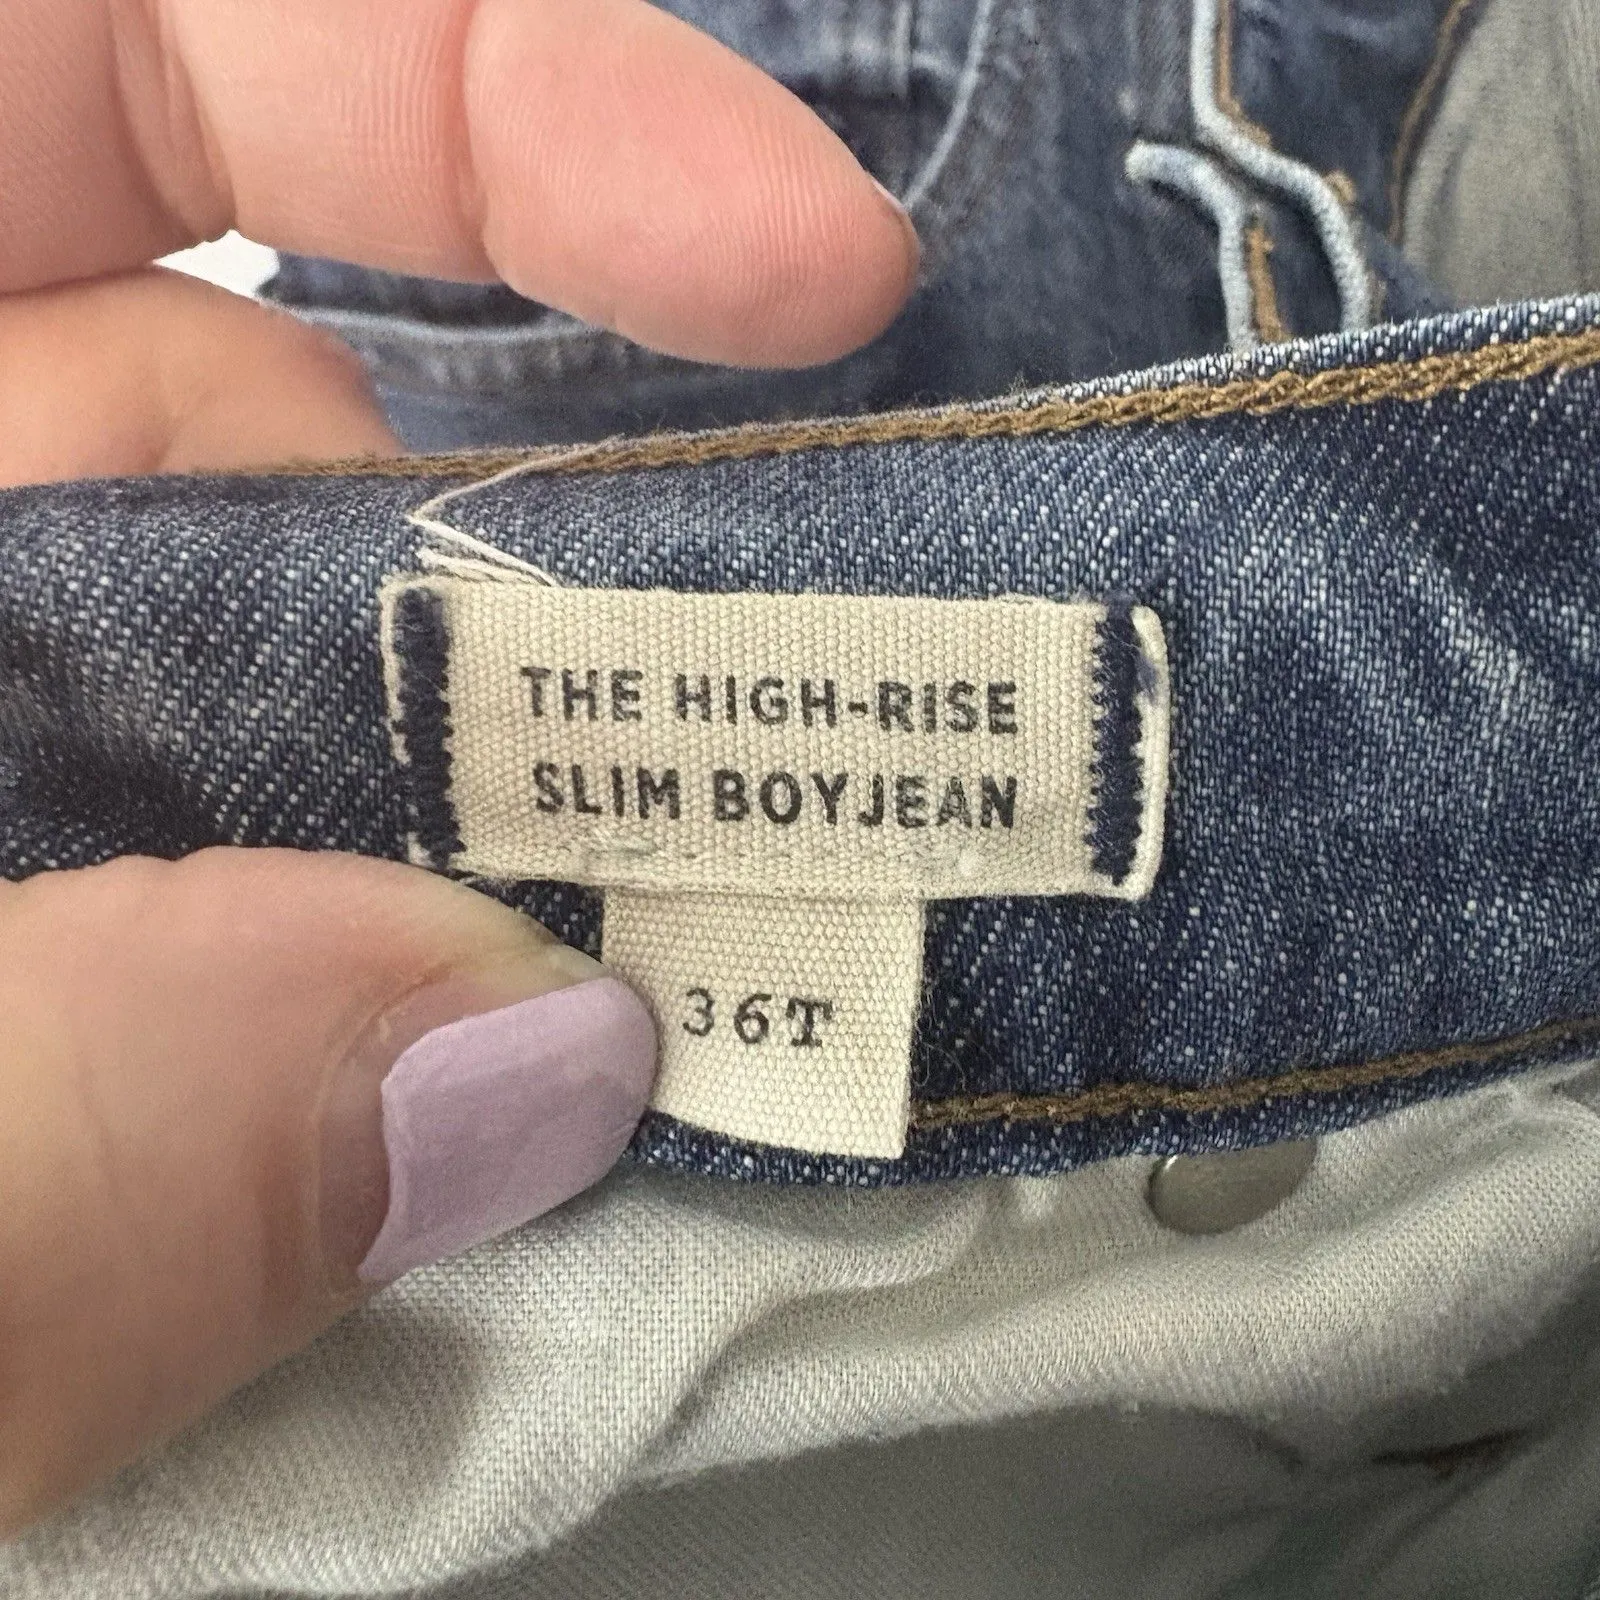 THE HIGH-RISE
SLIM BOYJEAN
36T